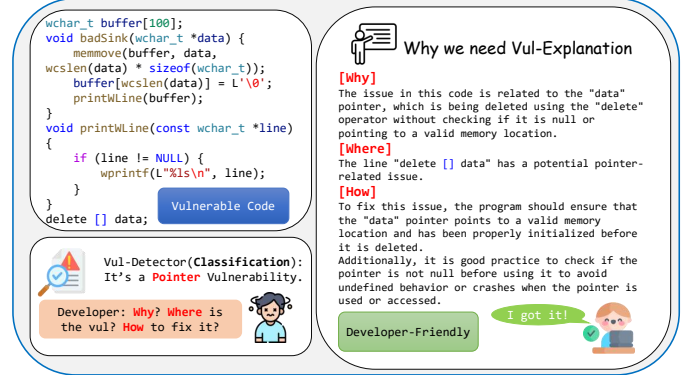 wchar_t buffer[100];
void badSink(wchar_t *data) {
memmove(buffer, data,
wcslen(data) * sizeof(wchar_t));
buffer[wcslen(data)] = L'\0';
printWLine(buffer);
}
void printWLine(const wchar_t *line)
{
if (line != NULL) {
wprintf(L"%ls\n", line);
}
}
delete [] data;
Vulnerable Code
Vul-Detector(Classification):
It's a Pointer Vulnerability.
Developer: Why? Where is
the vul? How to fix it?
Why we need Vul-Explanation
[Why]
The issue in this code is related to the "data"
pointer, which is being deleted using the "delete"
operator without checking if it is null or
pointing to a valid memory location.
[Where]
The line "delete [] data" has a potential pointer-
related issue.
[How]
To fix this issue, the program should ensure that
the "data" pointer points to a valid memory
location and has been properly initialized before
it is deleted.
Additionally, it is good practice to check if the
pointer is not null before using it to avoid
undefined behavior or crashes when the pointer is
used or accessed.
I got it!
Developer-Friendly